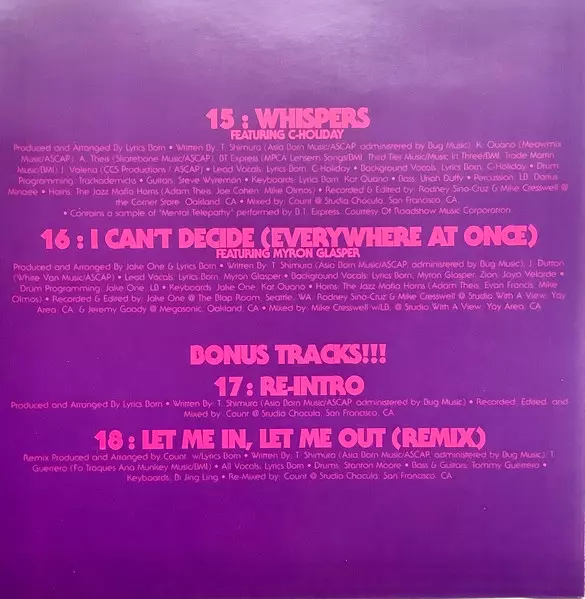 15 : WHISPERS
FEATURING C-HOLIDAY
Produced and Arranged By Lyrics Born • Written By: T. Shimura (Asia Born Music/ASCAP administered by Bug Music), K. Ouano (Meowmix
Music/ASCAP), A. Theis (Skarebone Music/ASCAP), BT Express (MPCA Lehsem Songs/BMI, Third Tier Music/Music In Three/BMI, Trade Martin
Music/BMI), J. Valeria (CCS Productions / ASCAP) • Lead Vocals: Lyrics Born, C-Holiday • Background Vocals: Lyrics Born, C-Holiday • Drum
Programming: Trackademicks • Guitars: Steve Wyreman • Keyboards: Lyrics Born, Kat Ouano • Bass: Uriah Duffy • Percussion: LB, Darius
Minaee • Horns: The Jazz Mafia Horns (Adam Theis, Joe Cohen, Mike Olmos) • Recorded & Edited by: Rodney Sino-Cruz & Mike Cresswell @
the Corner Store, Oakland, CA • Mixed by: Count @ Studio Chocula, San Francisco, CA
• Contains a sample of "Mental Telepathy" performed by B.T. Express. Courtesy Of Roadshow Music Corporation.
16 : I CAN'T DECIDE (EVERYWHERE AT ONCE)
FEATURING MYRON GLASPER
Produced and Arranged By Jake One & Lyrics Born • Written By: T. Shimura (Asia Born Music/ASCAP, administered by Bug Music), J. Dutton
(White Van Music/ASCAP) • Lead Vocals: Lyrics Born, Myron Glasper • Background Vocals: Lyrics Born, Myron Glasper, Zion, Joyo Velarde •
Drum Programming: Jake One, LB • Keyboards: Jake One, Kat Ouano • Horns: The Jazz Mafia Horns (Adam Theis, Evan Francis, Mike
Olmos) • Recorded & Edited by: Jake One @ The Blap Room, Seattle, WA, Rodney Sino-Cruz & Mike Cresswell @ Studio With A View, Yay
Area, CA, & Jeremy Goody @ Megasonic, Oakland, CA • Mixed by: Mike Cresswell w/LB, @ Studio With A View, Yay Area, CA
BONUS TRACKS!!!
17 : RE-INTRO
Produced and Arranged By Lyrics Born • Written By: T. Shimura (Asia Born Music/ASCAP, administered by Bug Music) • Recorded, Edited, and
Mixed by: Count @ Studio Chocula, San Francisco, CA
18 : LET ME IN, LET ME OUT (REMIX)
Remix Produced and Arranged by Count, w/Lyrics Born • Written By: T. Shimura (Asia Born Music/ASCAP, administered by Bug Music), T.
Guerrero (Fo Traques Ana Munkey Music/BMI) • All Vocals: Lyrics Born • Drums: Stanton Moore • Bass & Guitars: Tommy Guerrero •
Keyboards: B. Jing Ling • Re-Mixed by: Count @ Studio Chocula, San Francisco, CA